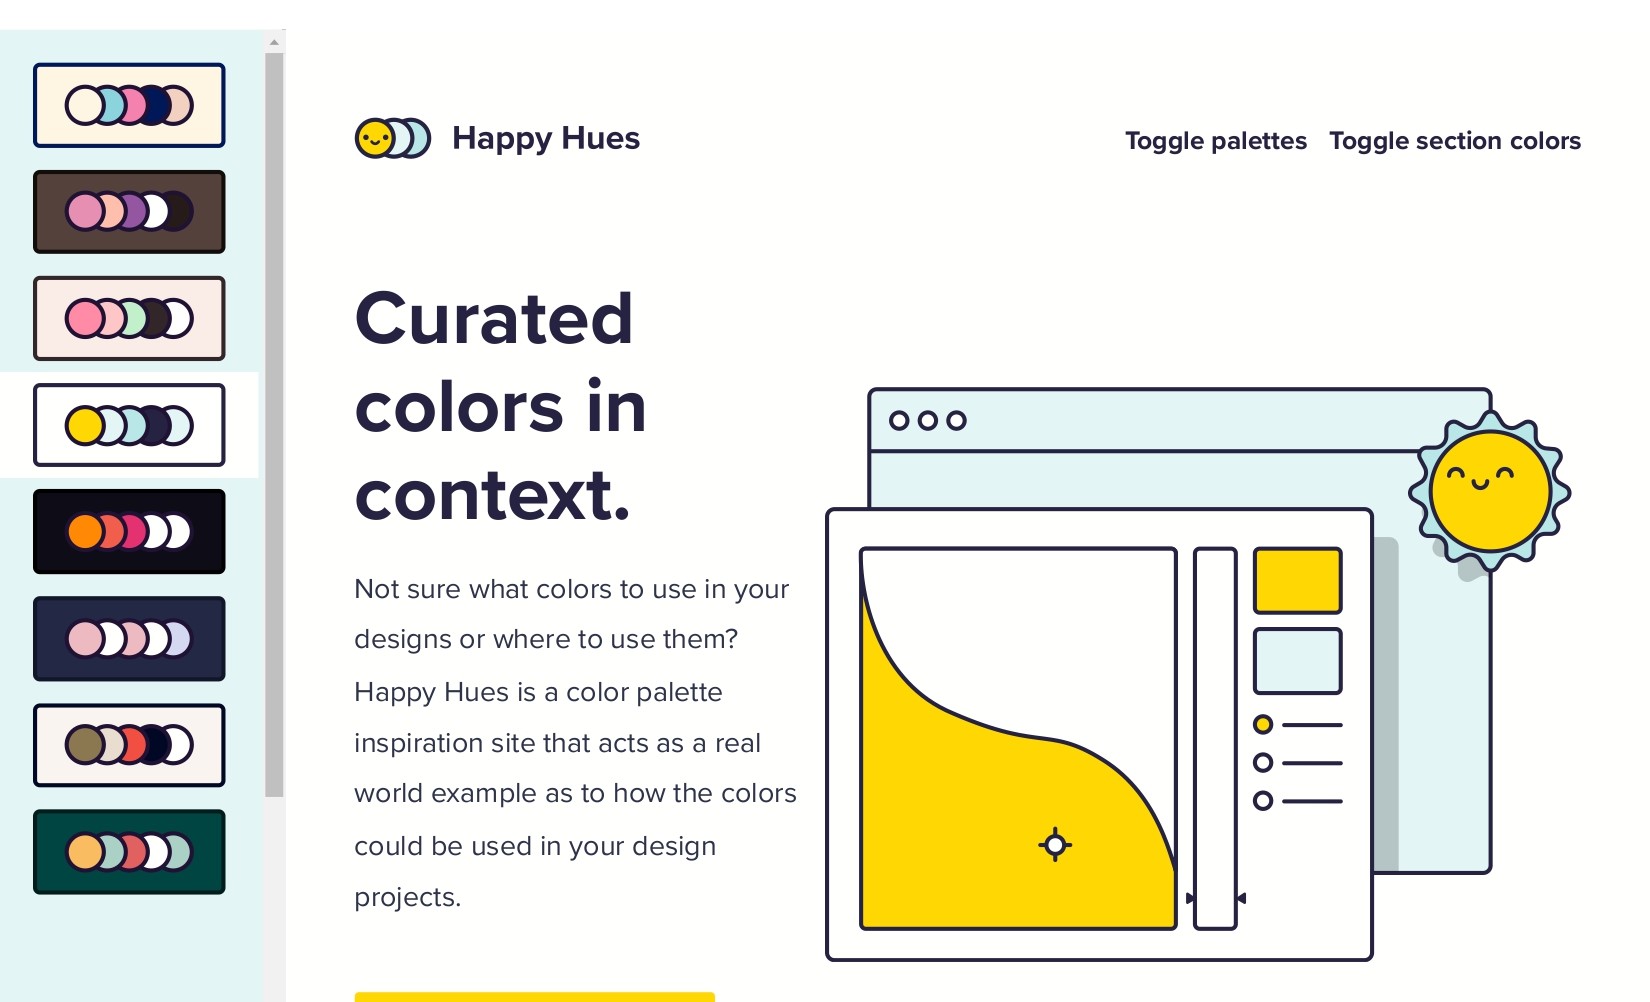 Happy Hues
Toggle palettes
Toggle section colors
Curated
colors in
context.
Not sure what colors to use in your
designs or where to use them?
Happy Hues is a color palette
inspiration site that acts as a real
world example as to how the colors
could be used in your design
projects.